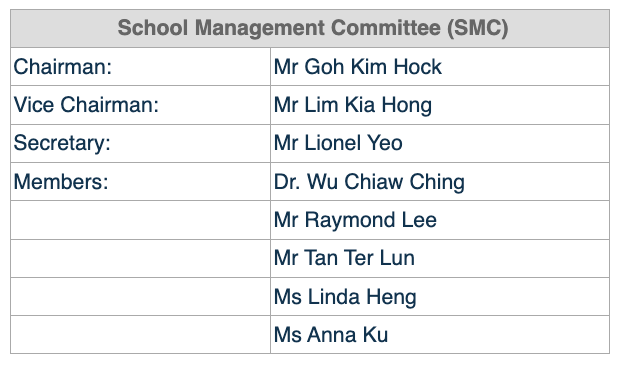 School Management Committee (SMC)
Chairman: Mr Goh Kim Hock
Vice Chairman: Mr Lim Kia Hong
Secretary: Mr Lionel Yeo
Members: Dr. Wu Chiaw Ching
Mr Raymond Lee
Mr Tan Ter Lun
Ms Linda Heng
Ms Anna Ku